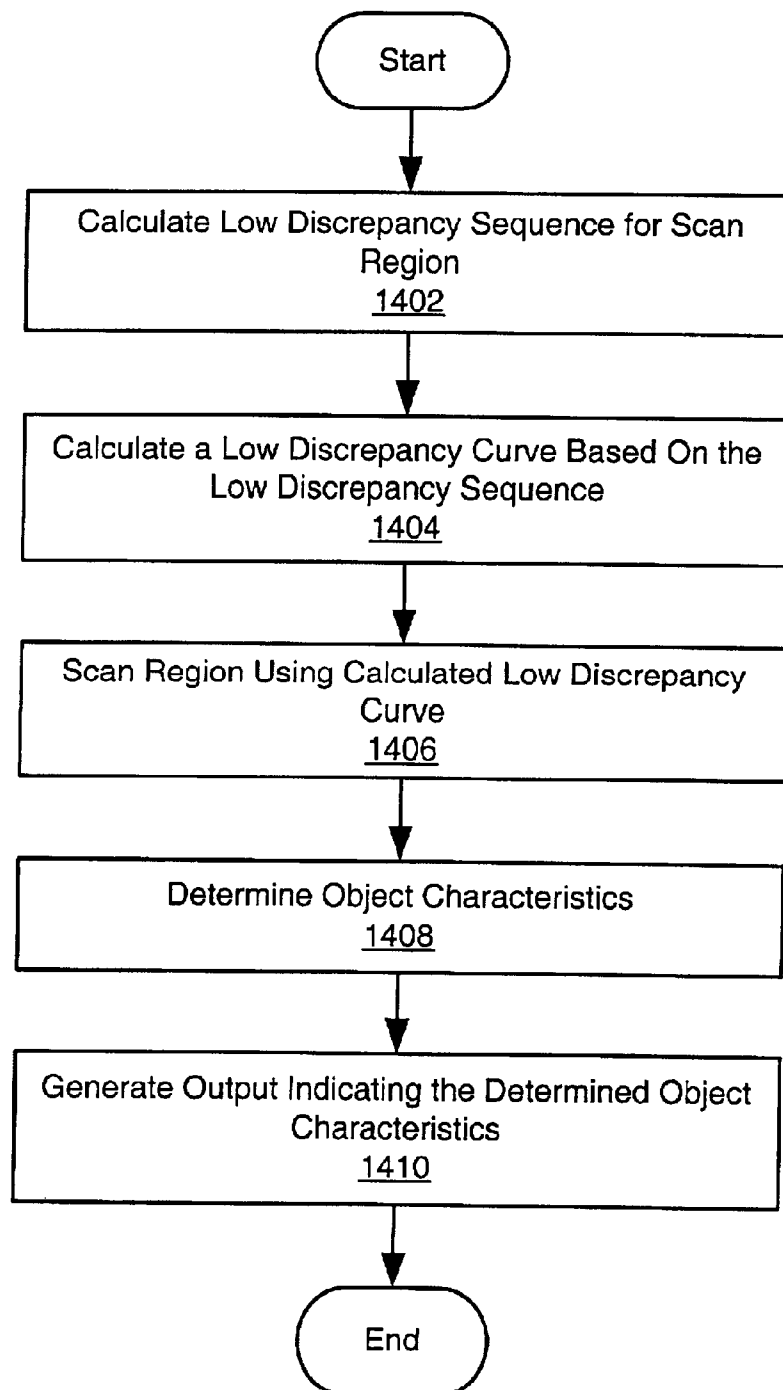 Start
Calculate Low Discrepancy Sequence for Scan
Region
1402
Calculate a Low Discrepancy Curve Based On the
Low Discrepancy Sequence
1404
Scan Region Using Calculated Low Discrepancy
Curve
1406
Determine Object Characteristics
1408
Generate Output Indicating the Determined Object
Characteristics
1410
End